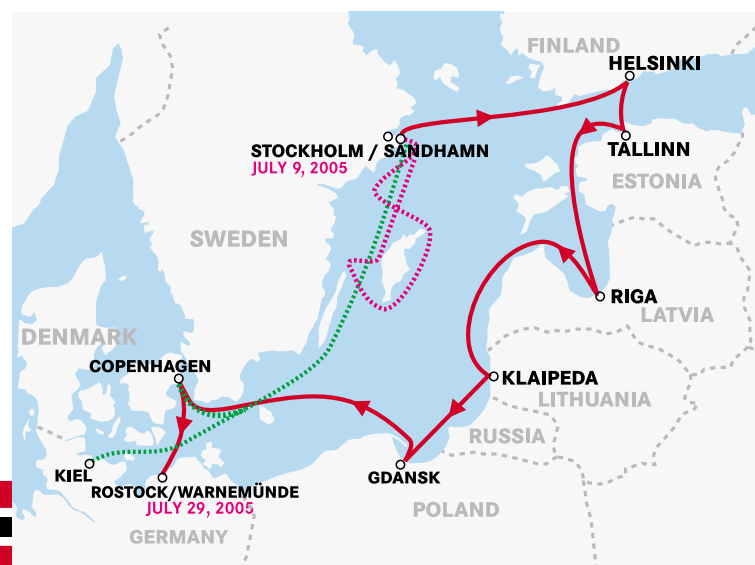 FINLAND
HELSINKI
STOCKHOLM / SANDHAMN
JULY 9, 2005
TALLINN
ESTONIA
SWEDEN
RIGA
LATVIA
DENMARK
COPENHAGEN
KLAIPEDA
LITHUANIA
RUSSIA
KIEL
GDANSK
ROSTOCK/WARNEMÜNDE
JULY 29, 2005
POLAND
GERMANY